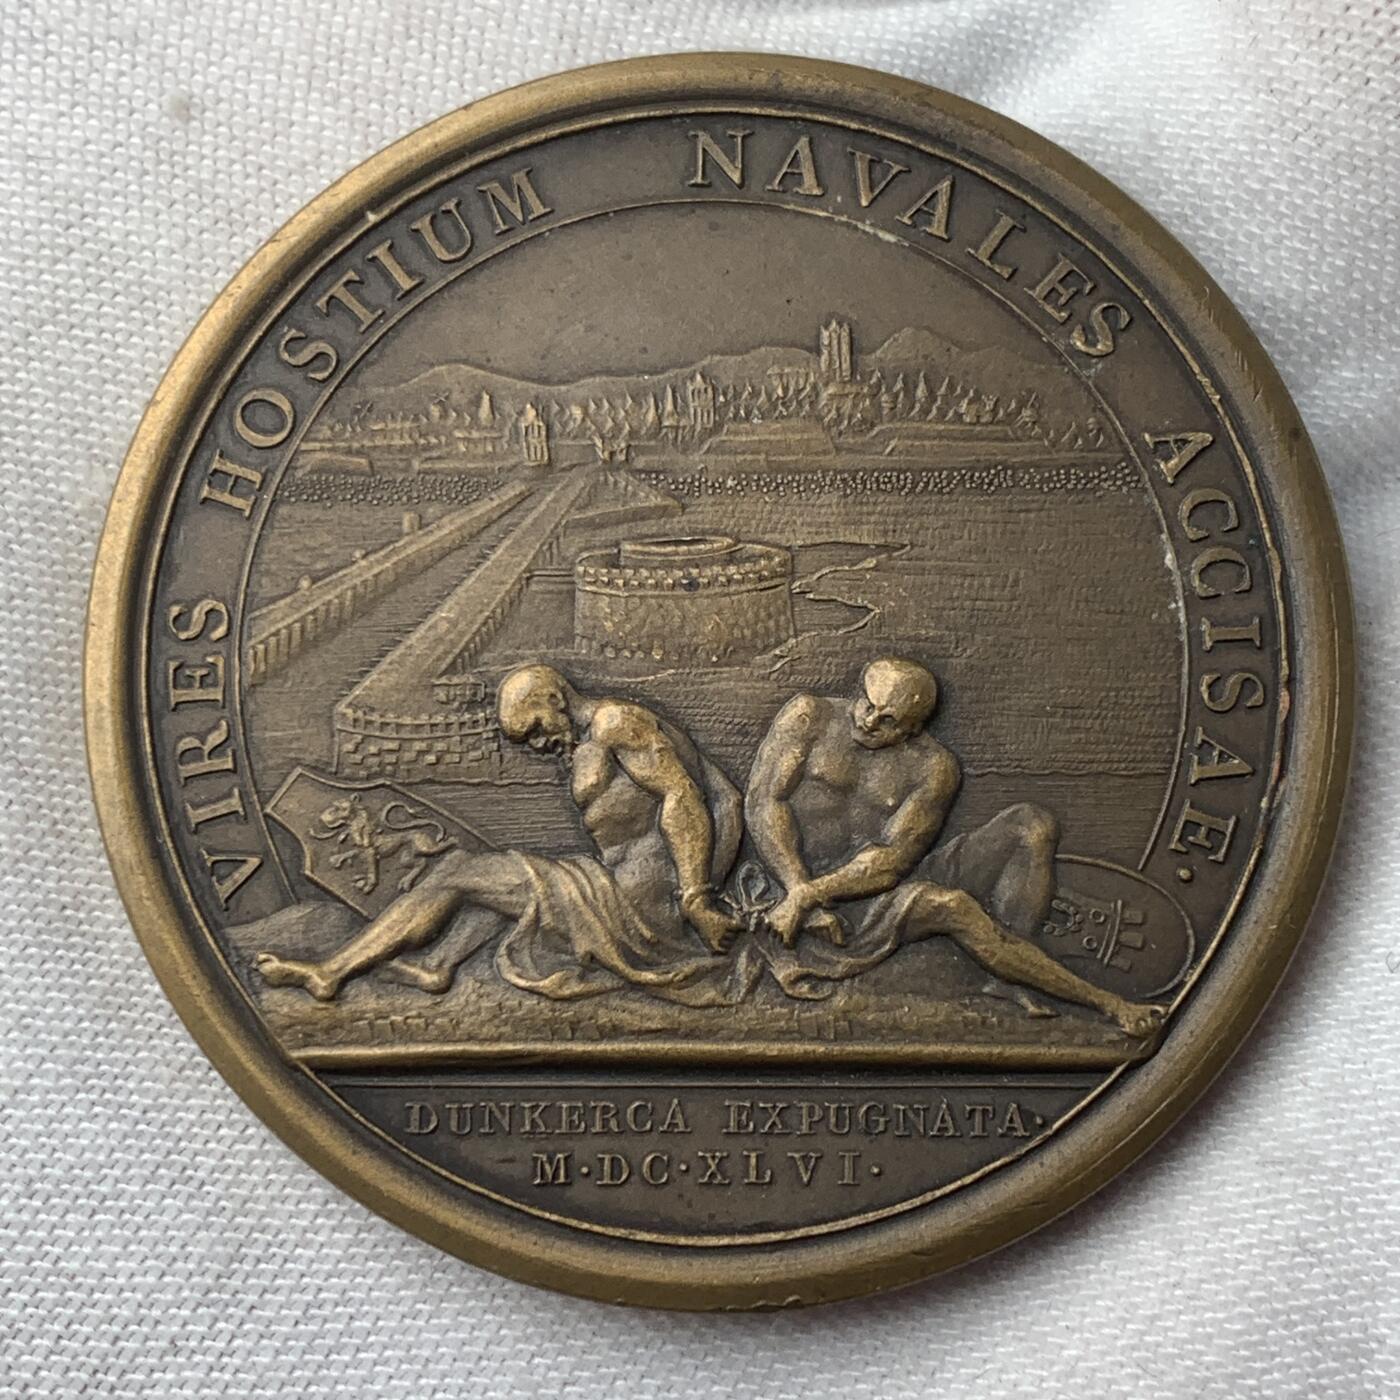 VIRES HOSTIUM NAVALES ACCISAE.
DUNKERCA EXPUGNATA.
M·DC·XLVI·